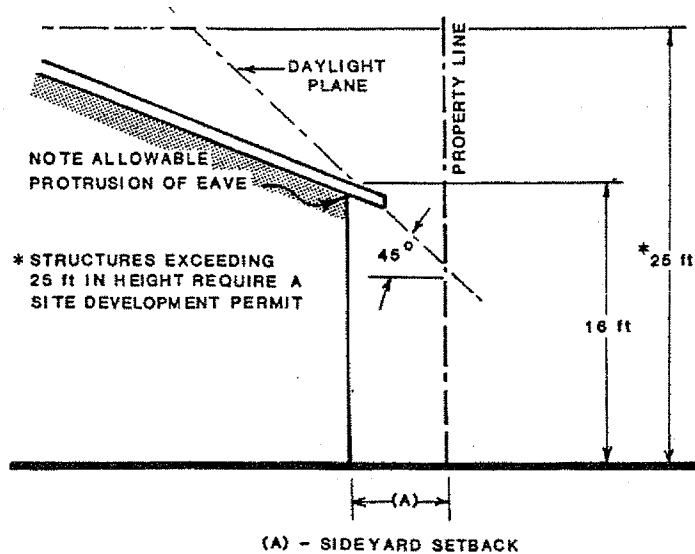 DAYLIGHT
PLANE
PROPERTY LINE
NOTE ALLOWABLE
PROTRUSION OF EAVE
* STRUCTURES EXCEEDING
25 ft IN HEIGHT REQUIRE A
SITE DEVELOPMENT PERMIT
45°
*25 ft
16 ft
(A)
(A) - SIDEYARD SETBACK